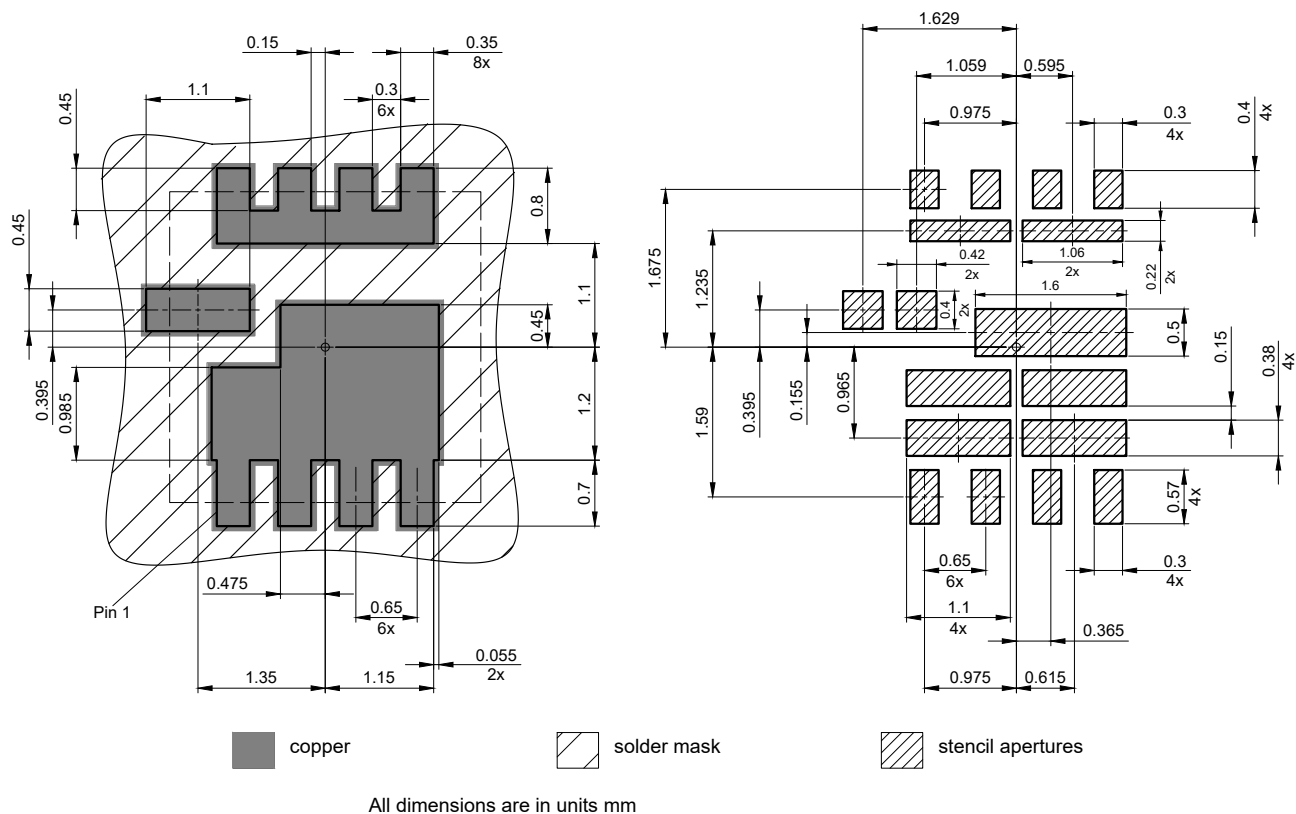 0.15
0.35
8x
1.1
0.3
6x
0.45
0.8
0.45
1.1
0.45
0.395
0.985
1.2
0.7
Pin 1
0.475
0.65
6x
0.055
2x
1.35
1.15
1.629
1.059
0.595
0.975
0.3
4x
0.4
4x
1.675
1.235
0.42
2x
1.06
2x
0.22
2x
0.4
2x
1.6
0.5
0.15
0.38
4x
1.59
0.395
0.155
0.965
0.57
4x
0.65
6x
0.3
4x
1.1
4x
0.365
0.975
0.615
copper
solder mask
stencil apertures
All dimensions are in units mm